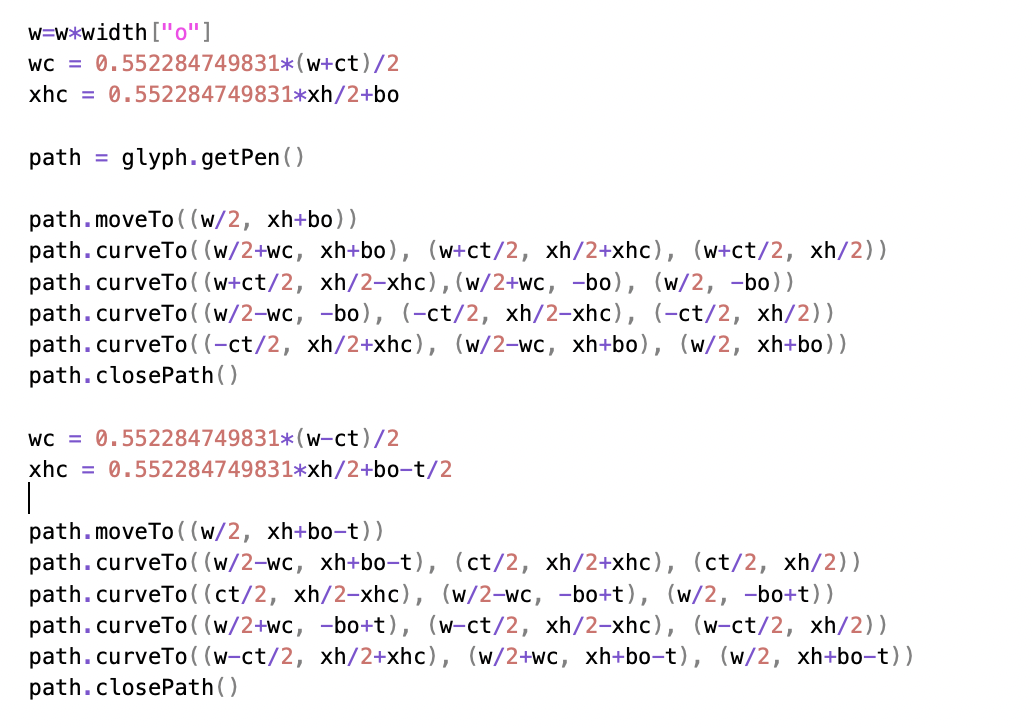 w=w*width["o"]
wc = 0.552284749831*(w+ct)/2
xhc = 0.552284749831*xh/2+bo
path = glyph.getPen()
path.moveTo((w/2, xh+bo))
path.curveTo((w/2+wc, xh+bo), (w+ct/2, xh/2+xhc), (w+ct/2, xh/2))
path.curveTo((w+ct/2, xh/2-xhc),(w/2+wc, -bo), (w/2, -bo))
path.curveTo((w/2-wc, -bo), (-ct/2, xh/2-xhc), (-ct/2, xh/2))
path.curveTo((-ct/2, xh/2+xhc), (w/2-wc, xh+bo), (w/2, xh+bo))
path.closePath()
wc = 0.552284749831*(w-ct)/2
xhc = 0.552284749831*xh/2+bo-t/2
path.moveTo((w/2, xh+bo-t))
path.curveTo((w/2-wc, xh+bo-t), (ct/2, xh/2+xhc), (ct/2, xh/2))
path.curveTo((ct/2, xh/2-xhc), (w/2-wc, -bo+t), (w/2, -bo+t))
path.curveTo((w/2+wc, -bo+t), (w-ct/2, xh/2-xhc), (w-ct/2, xh/2))
path.curveTo((w-ct/2, xh/2+xhc), (w/2+wc, xh+bo-t), (w/2, xh+bo-t))
path.closePath()